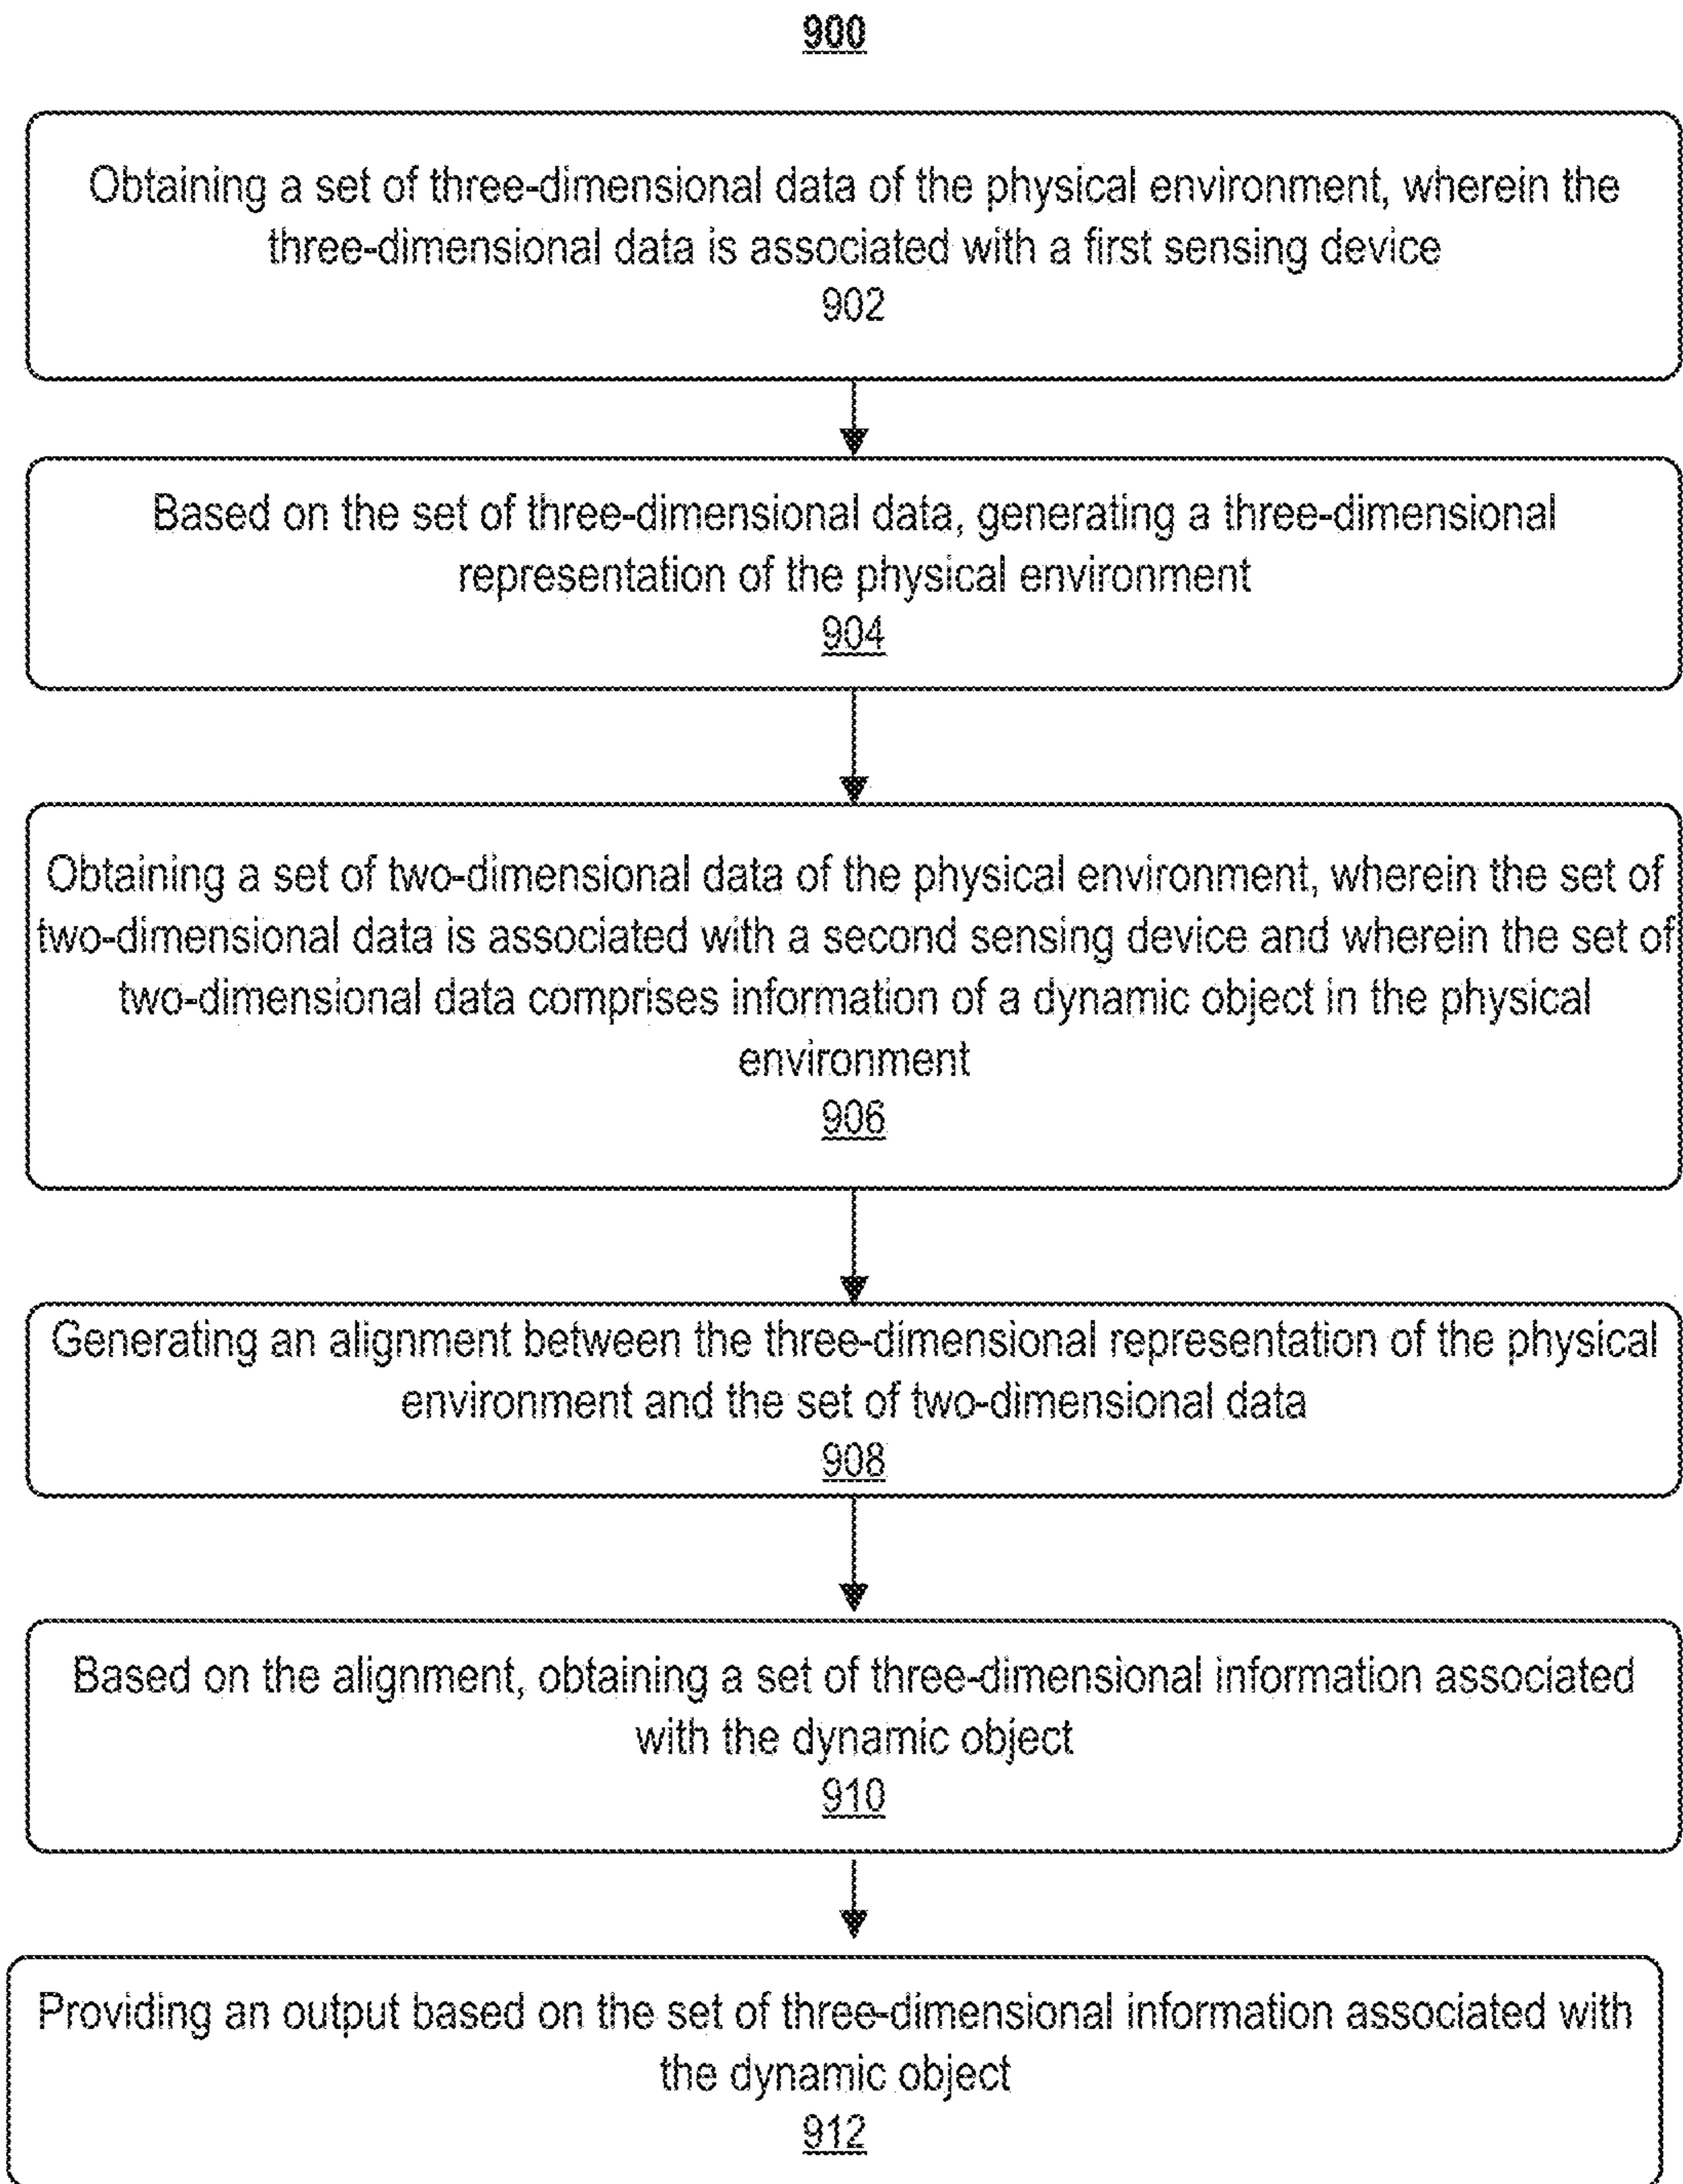 900
Obtaining a set of three-dimensional data of the physical environment, wherein the
three-dimensional data is associated with a first sensing device
902
Based on the set of three-dimensional data, generating a three-dimensional
representation of the physical environment
904
Obtaining a set of two-dimensional data of the physical environment, wherein the set of
two-dimensional data is associated with a second sensing device and wherein the set of
two-dimensional data comprises information of a dynamic object in the physical
environment
906
Generating an alignment between the three-dimensional representation of the physical
environment and the set of two-dimensional data
908
Based on the alignment, obtaining a set of three-dimensional information associated
with the dynamic object
910
Providing an output based on the set of three-dimensional information associated with
the dynamic object
912